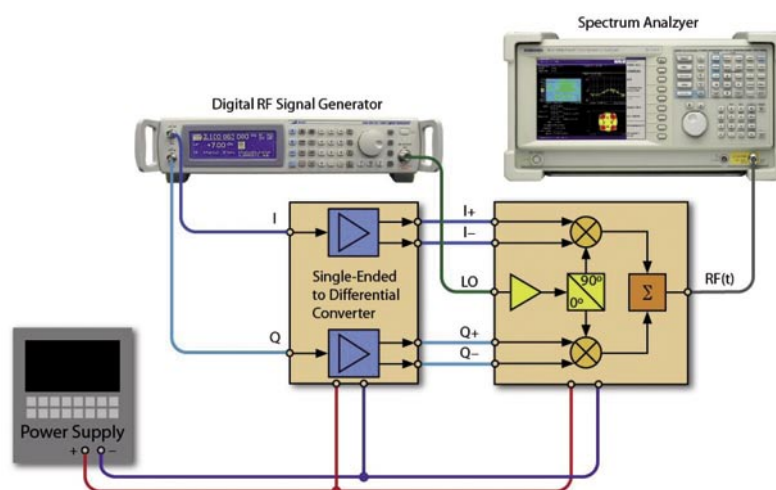 Spectrum Analzyer
Digital RF Signal Generator
I
I+
I–
Single-Ended
to Differential
Converter
LO
90º
0º
Σ
RF(t)
Q
Q+
Q–
Power Supply
+ –